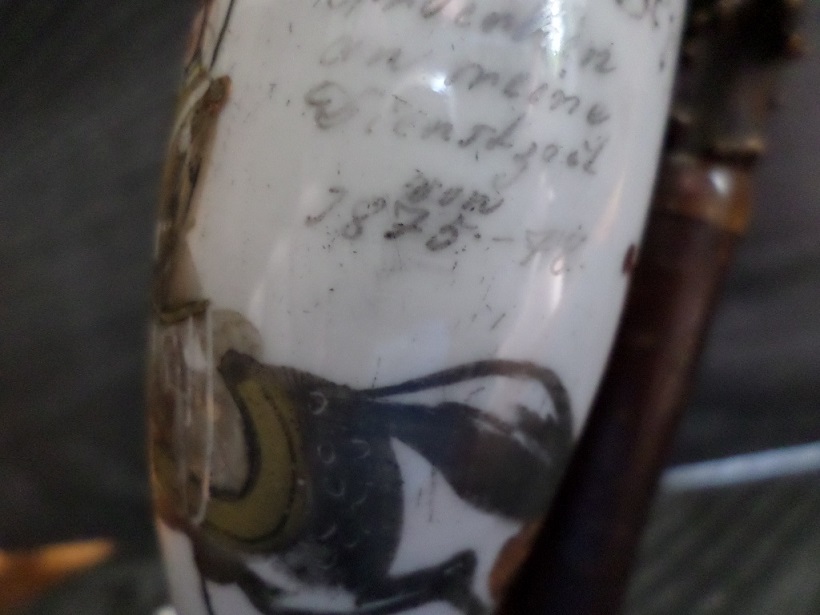 an meine
Dienstzeit
von
1875-78